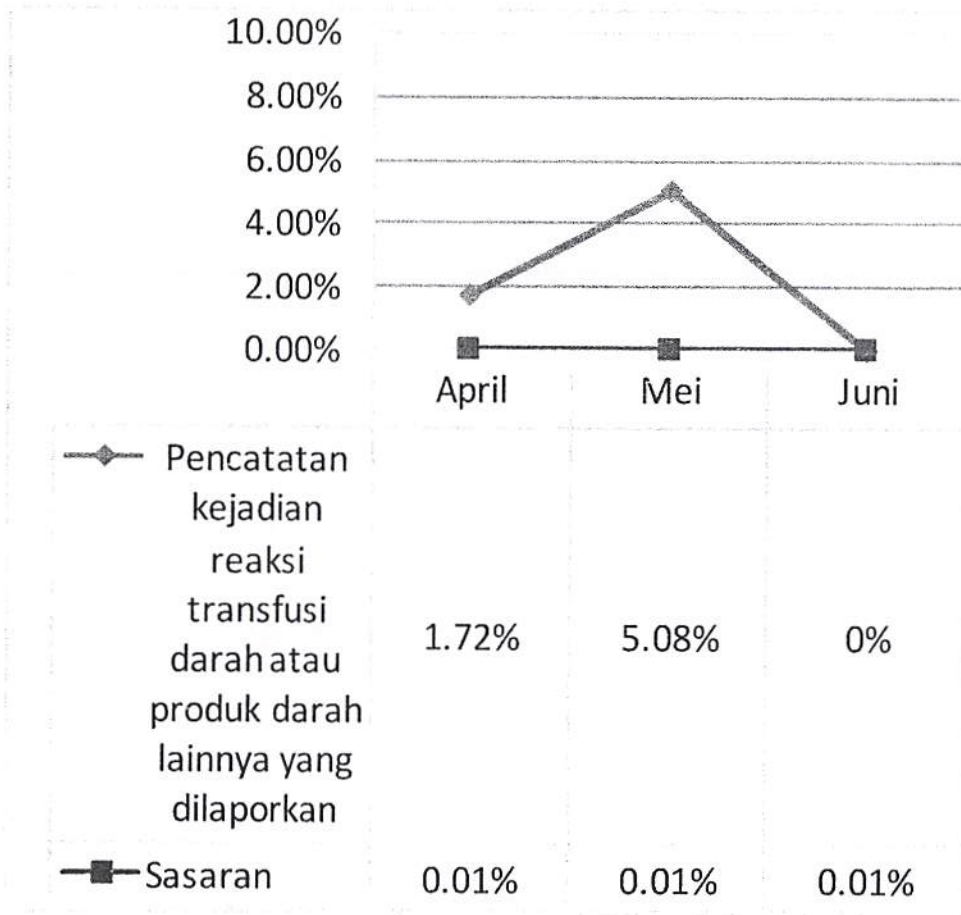 10.00%
8.00%
6.00%
4.00%
2.00%
0.00%
April Mei Juni
Pencatatan
kejadian
reaksi
transfusi
darah atau
produk darah
lainnya yang
dilaporkan
1.72% 5.08% 0%
Sasaran 0.01% 0.01% 0.01%